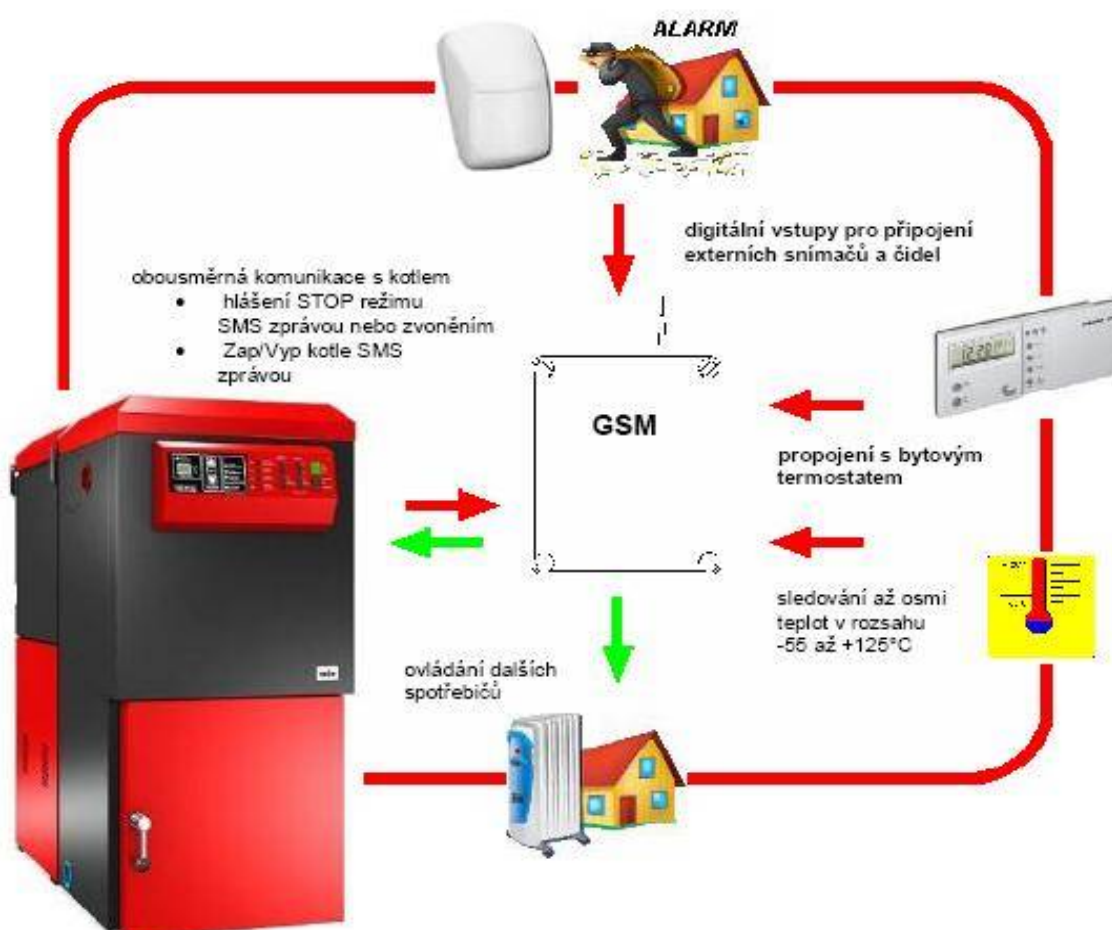 ALARM
digitální vstupy pro připojení
externích snímačů a čidel
obousměrná komunikace s kotlem
• hlášení STOP režimu
SMS zprávou nebo zvoněním
• Zap/Vyp kotle SMS
zprávou
GSM
propojení s bytovým
termostatem
sledování až osmi
teplot v rozsahu
-55 až +125°C
ovládání dalších
spotřebičů